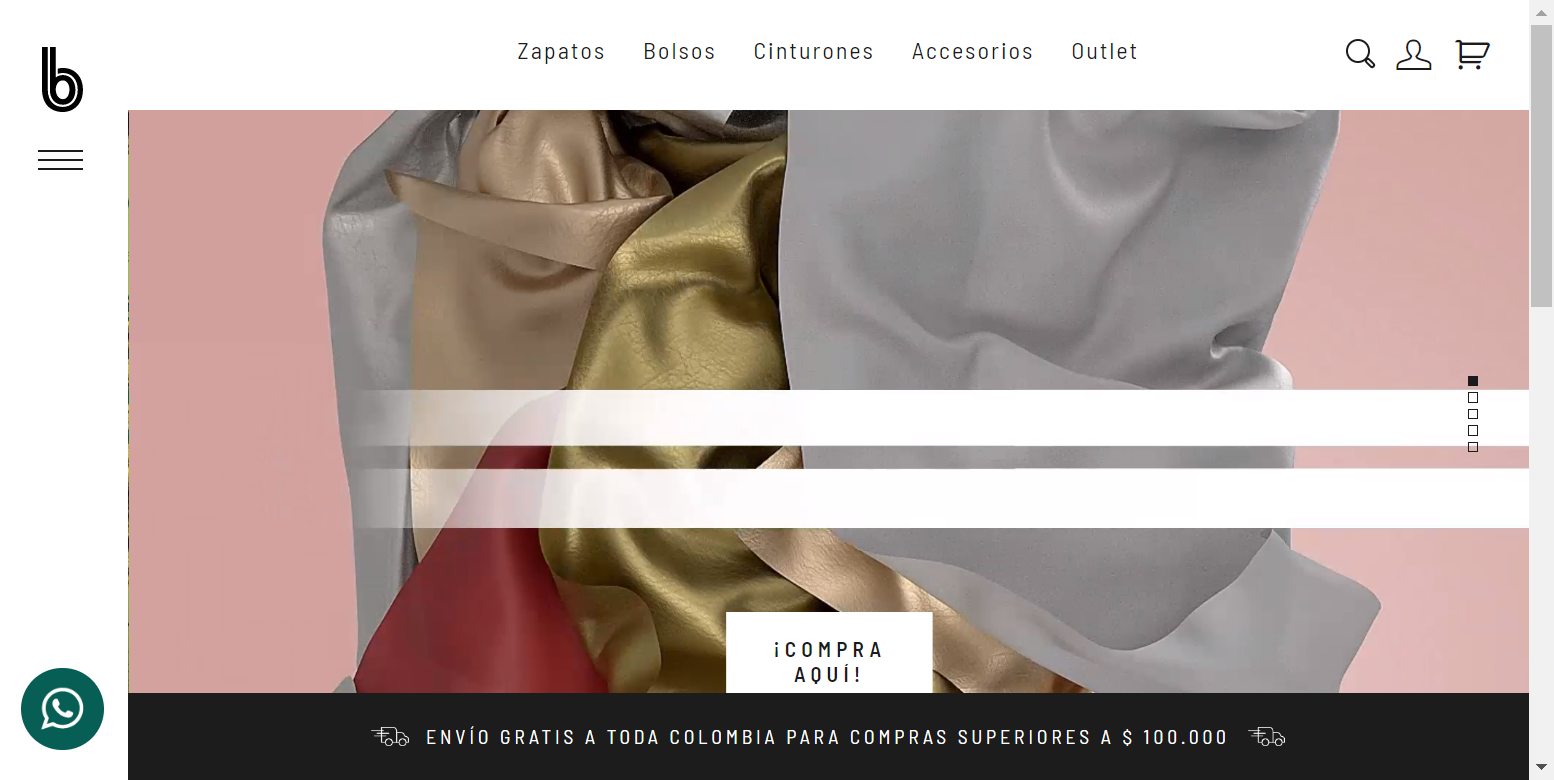 b
Zapatos Bolsos Cinturones Accesorios Outlet
¡COMPRA
AQUÍ!
ENVÍO GRATIS A TODA COLOMBIA PARA COMPRAS SUPERIORES A $ 100.000